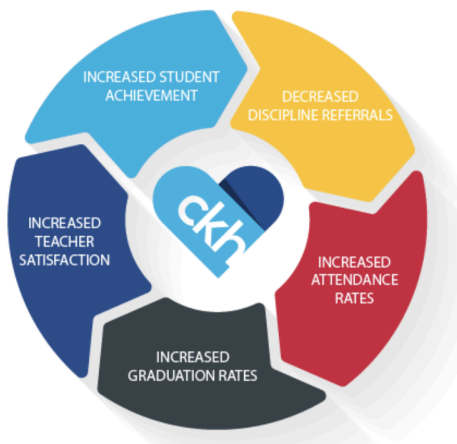 INCREASED STUDENT
ACHIEVEMENT
DECREASED
DISCIPLINE REFERRALS
INCREASED
TEACHER
SATISFACTION
ckh
INCREASED
ATTENDANCE
RATES
INCREASED
GRADUATION RATES